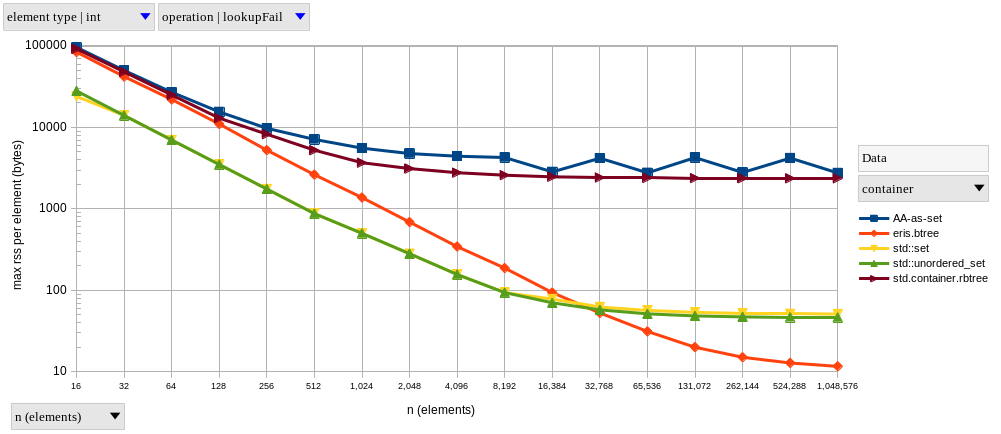 element type | int
operation | lookupFail
100000
10000
1000
100
10
max rss per element (bytes)
16
32
64
128
256
512
1,024
2,048
4,096
8,192
16,384
32,768
65,536
131,072
262,144
524,288
1,048,576
n (elements)
n (elements)
Data
container
AA-as-set
eris.btree
std::set
std::unordered_set
std.container.rbtree